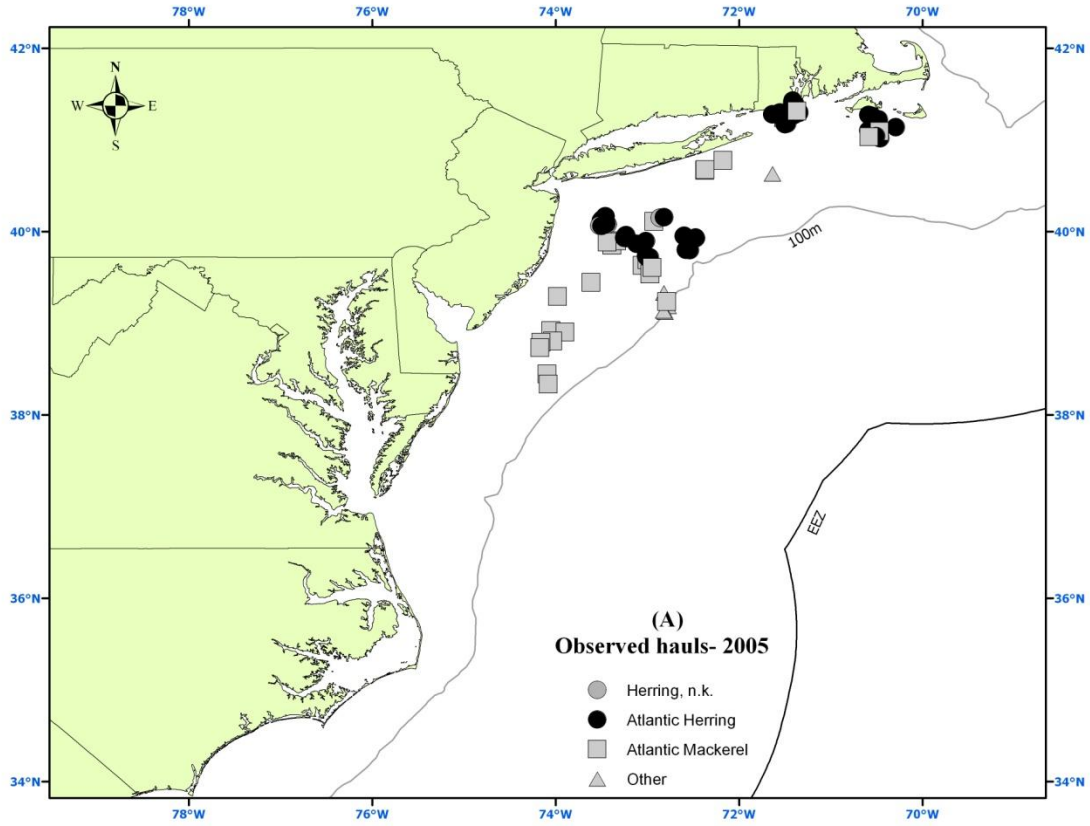 78°W 76°W 74°W 72°W 70°W
42°N 42°N
N
W E
S
40°N 40°N
100m
38°N 38°N
EEZ
36°N 36°N
(A)
Observed hauls- 2005
Herring, n.k.
Atlantic Herring
Atlantic Mackerel
Other
34°N 34°N
78°W 76°W 74°W 72°W 70°W